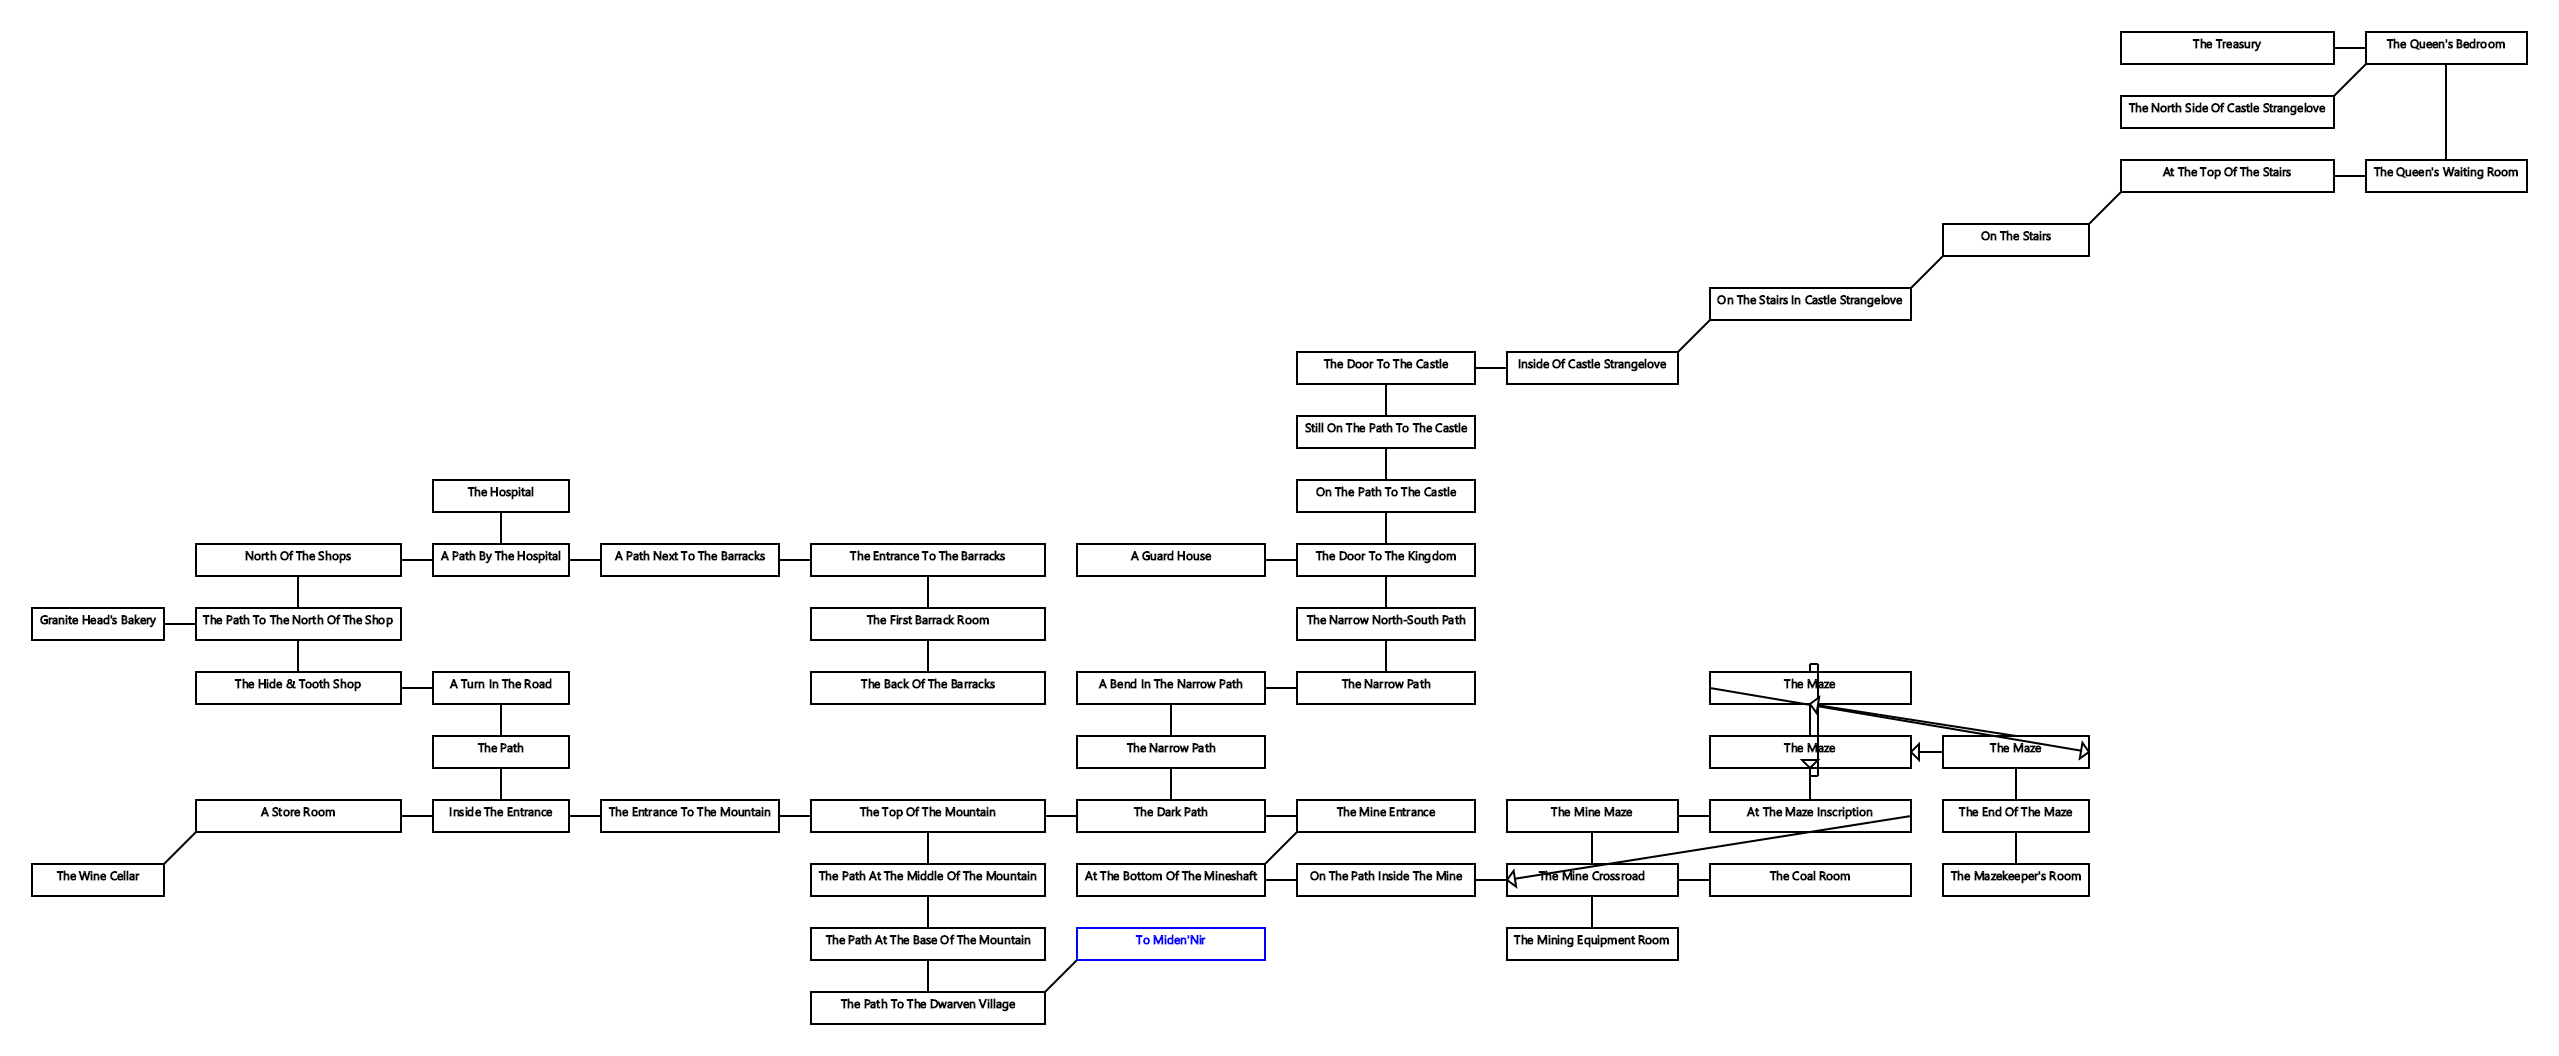 The Treasury
The Queen's Bedroom
The North Side Of Castle Strangelove
At The Top Of The Stairs
The Queen's Waiting Room
On The Stairs
On The Stairs In Castle Strangelove
The Door To The Castle
Inside Of Castle Strangelove
Still On The Path To The Castle
The Hospital
On The Path To The Castle
North Of The Shops
A Path By The Hospital
A Path Next To The Barracks
The Entrance To The Barracks
A Guard House
The Door To The Kingdom
Granite Head's Bakery
The Path To The North Of The Shop
The First Barrack Room
The Narrow North-South Path
The Hide & Tooth Shop
A Turn In The Road
The Back Of The Barracks
A Bend In The Narrow Path
The Narrow Path
The Maze
The Path
The Narrow Path
The Maze
The Maze
A Store Room
Inside The Entrance
The Entrance To The Mountain
The Top Of The Mountain
The Dark Path
The Mine Entrance
The Mine Maze
At The Maze Inscription
The End Of The Maze
The Wine Cellar
The Path At The Middle Of The Mountain
At The Bottom Of The Mineshaft
On The Path Inside The Mine
The Mine Crossroad
The Coal Room
The Mazekeeper's Room
The Path At The Base Of The Mountain
To Miden'Nir
The Mining Equipment Room
The Path To The Dwarven Village